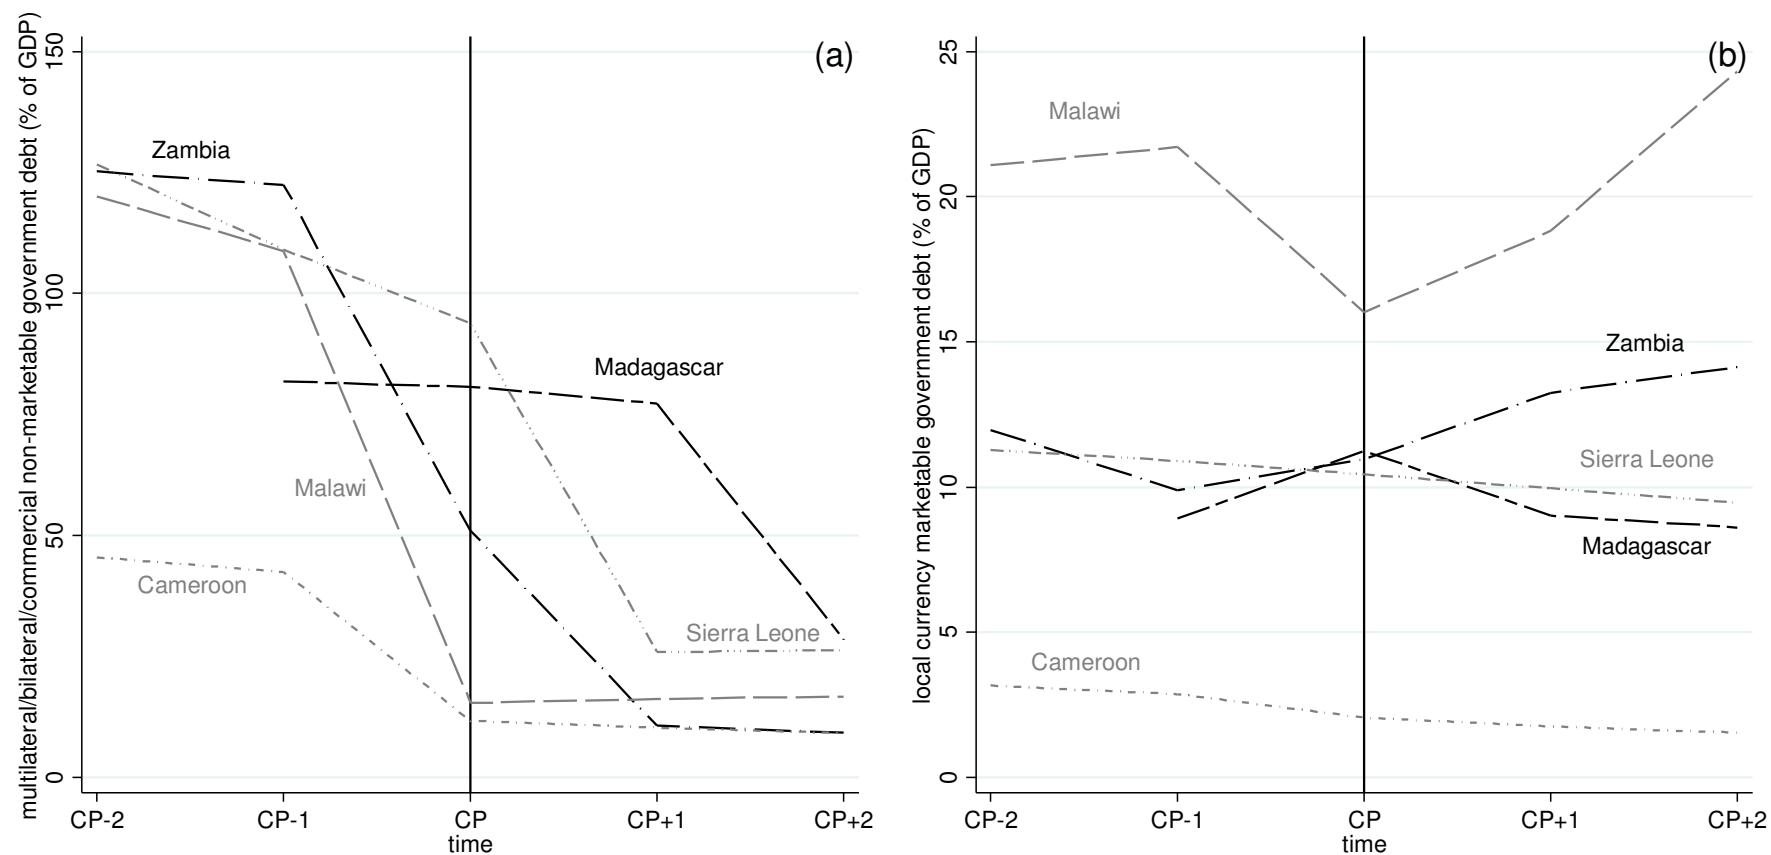 multilateral/bilateral/commercial non-marketable government debt (% of GDP)
150
100
50
0
(a)
Zambia
Madagascar
Malawi
Cameroon
Sierra Leone
CP-2
CP-1
CP
CP+1
CP+2
time
local currency marketable government debt (% of GDP)
25
20
15
10
5
0
(b)
Malawi
Zambia
Sierra Leone
Madagascar
Cameroon
CP-2
CP-1
CP
CP+1
CP+2
time